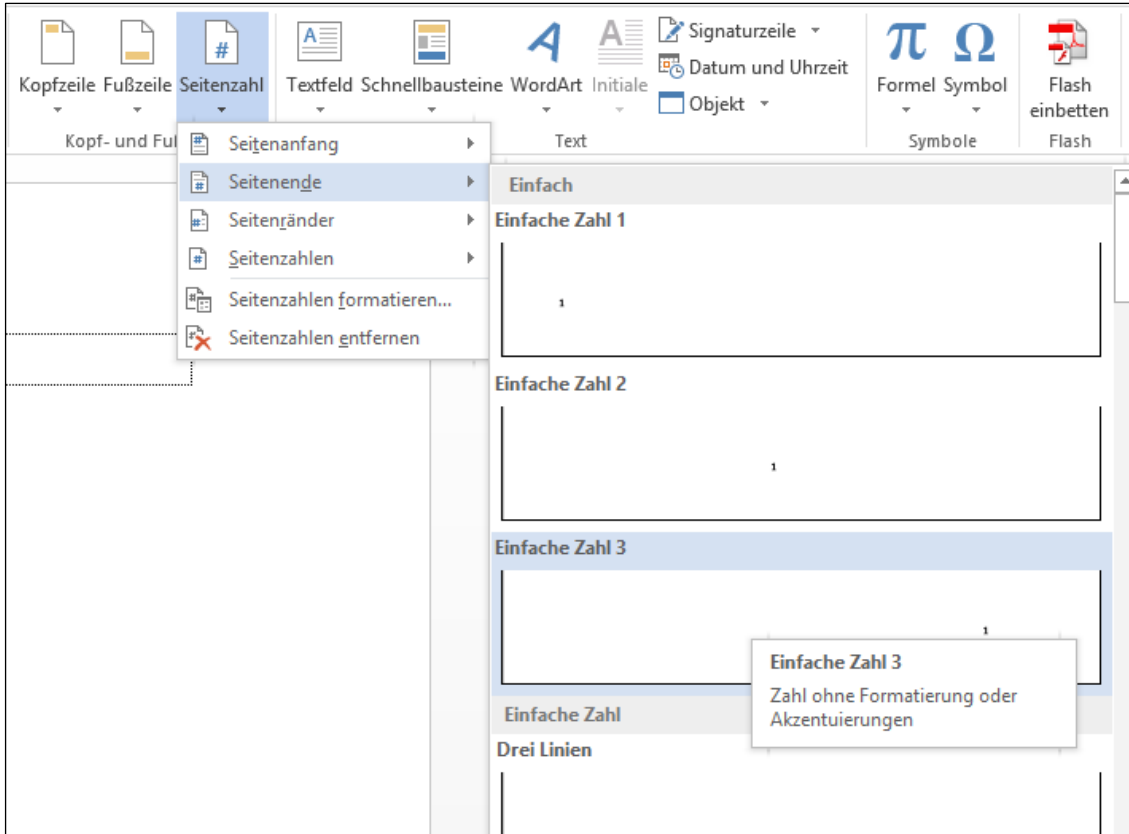 Kopfzeile Fußzeile Seitenzahl
Textfeld Schnellbausteine WordArt Initiale
Signaturzeile
Datum und Uhrzeit
Objekt
Formel Symbol
Flash
einbetten
Kopf- und Fu
Text
Symbole
Flash
Seitenanfang
Seitenende
Seitenränder
Seitenzahlen
Seitenzahlen formatieren...
Seitenzahlen entfernen
Einfach
Einfache Zahl 1
1
Einfache Zahl 2
1
Einfache Zahl 3
1
Einfache Zahl 3
Zahl ohne Formatierung oder
Akzentuierungen
Einfache Zahl
Drei Linien